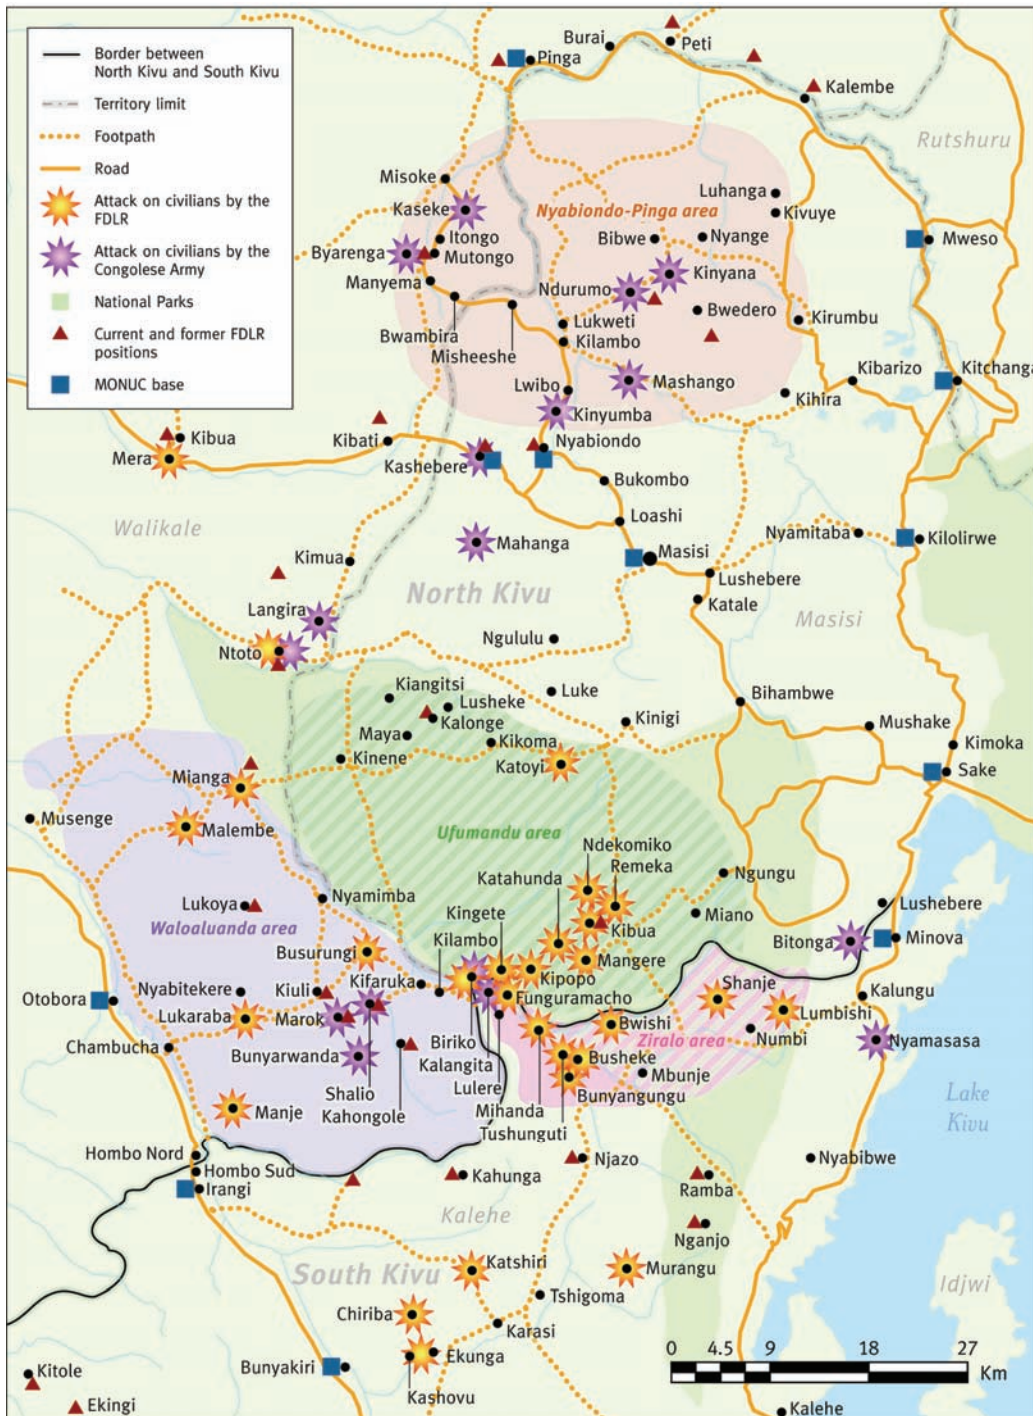 Border between
North Kivu and South Kivu
Territory limit
Footpath
Road
Attack on civilians by the
FDLR
Attack on civilians by the
Congolese Army
National Parks
Current and former FDLR
positions
MONUC base
Burai
Peti
Pinga
Kalembe
Rutshuru
Misoke
Kaseke
Luhanga
Nyabiondo-Pinga area
Kivuye
Itongo
Bibwe
Nyange
Mweso
Byarenga
Mutongo
Kinyana
Manyema
Ndurumo
Bwedero
Bwambira
Lukweti
Kirumbu
Misheeshe
Kilambo
Lwibo
Mashango
Kibarizo
Kitchanga
Kihira
Kinyumba
Kibua
Kibati
Nyabiondo
Mera
Kashebere
Bukombo
Loashi
Walikale
Nyamitaba
Kilolirwe
Mahanga
Kimua
Masisi
Lushebere
North Kivu
Katale
Langira
Masisi
Ngululu
Ntoto
Kiangitsi
Luke
Bihambwe
Lusheke
Kalonge
Kinigi
Mushake
Maya
Kikoma
Kimoka
Kinene
Katoyi
Sake
Mianga
Musenge
Malembe
Ufumandu area
Ndekomiko
Remeka
Katahunda
Ngungu
Nyamimba
Lukoya
Kingete
Lushebere
Waloaluanda area
Kilambo
Kibua
Miano
Bitonga
Minova
Busurungi
Mangere
Kifaruka
Kipopo
Shanje
Nyabitekere
Kiuli
Funguramacho
Kalungu
Otobora
Lukaraba
Marok
Bwishi
Lumbishi
Numbi
Nyamasasa
Chambucha
Bunyarwanda
Biriko
Ziralo area
Kalangita
Busheke
Mbunje
Shalio
Lulere
Bunyangungu
Lake
Kivu
Manje
Kahongole
Mihanda
Tushunguti
Hombo Nord
Njazo
Nyabibwe
Hombo Sud
Kahunga
Ramba
Irangi
Kalehe
Nganjo
Katshiri
Murangu
South Kivu
Idjwi
Tshigoma
Chiriba
Karasi
0 4.5 9 18 27
Km
Ekunga
Kitole
Bunyakiri
Kashovu
Ekingi
Kalehe